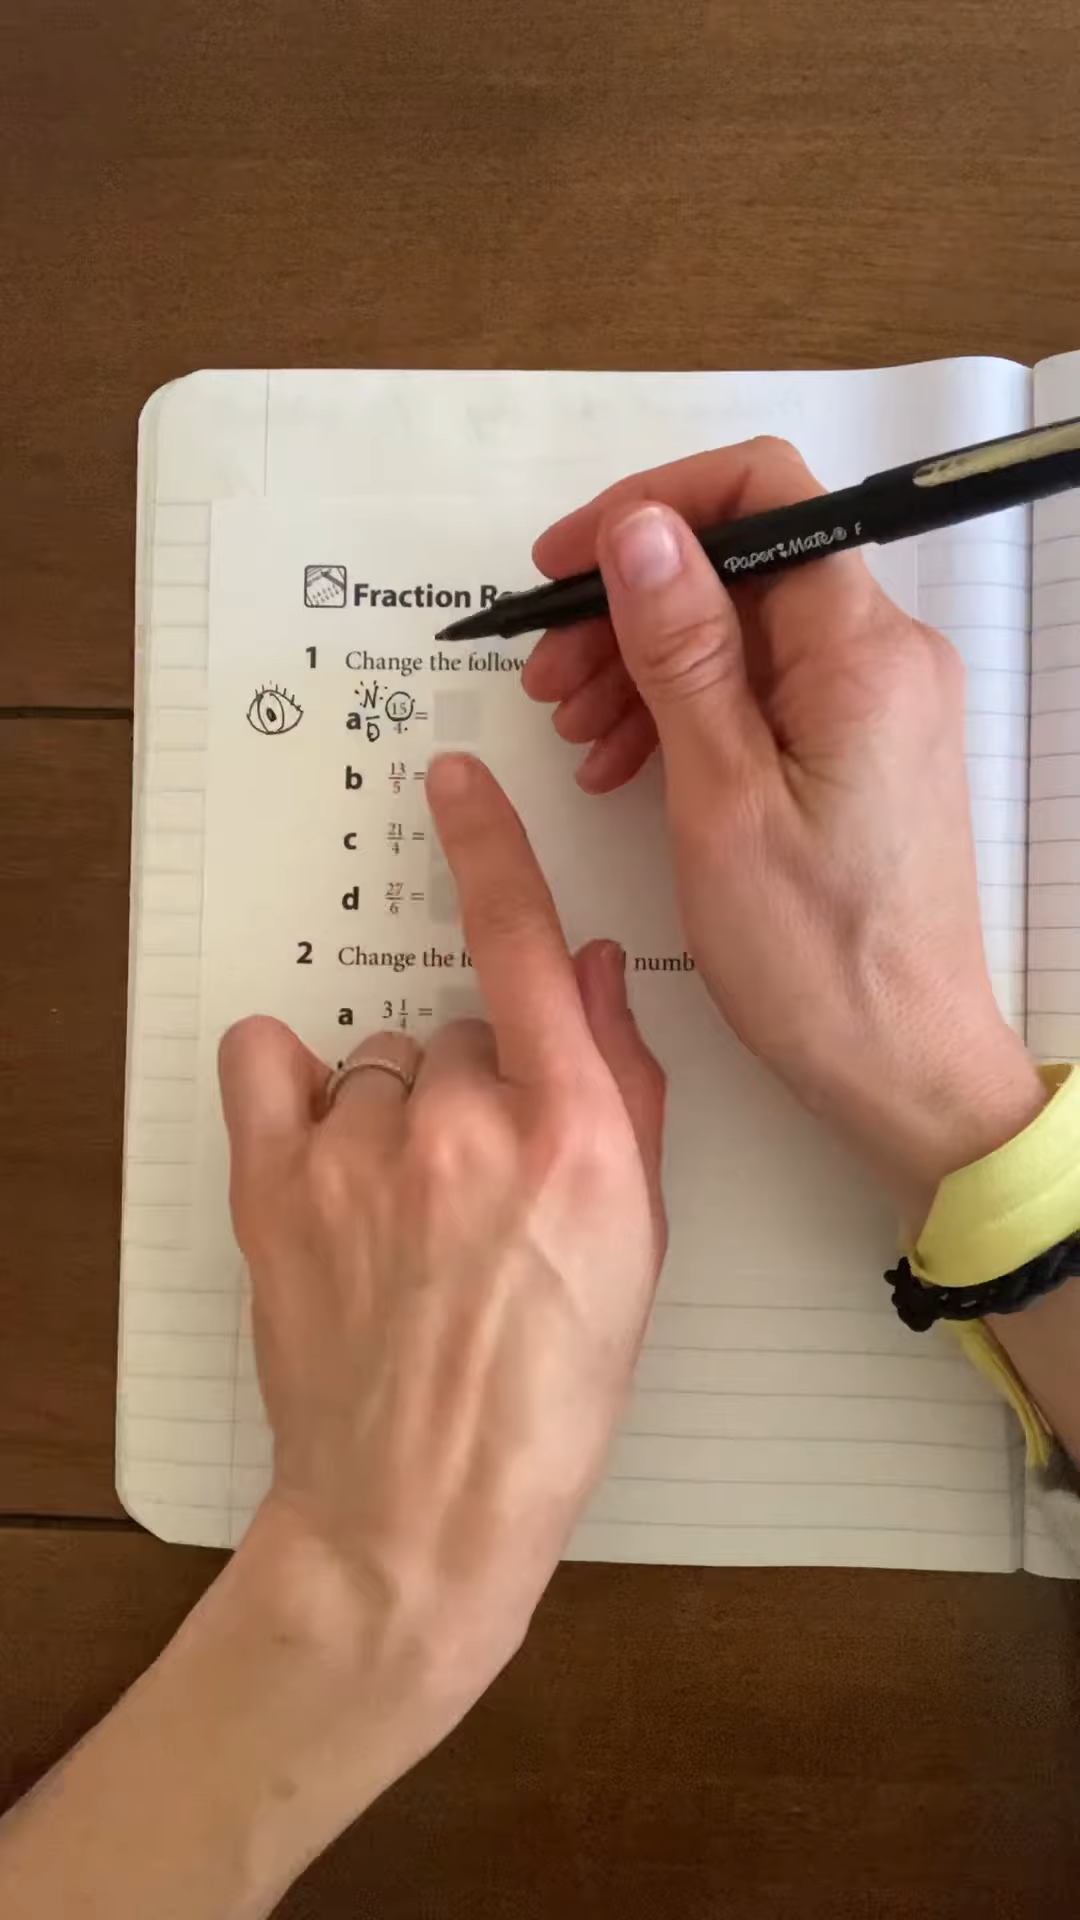 Fraction
1 Change the follow
N
D
a 15/4 =
b 13/5 =
c 21/4 =
d 27/6 =
2 Change the numb
a 3 1/4 =
Paper Mate® F